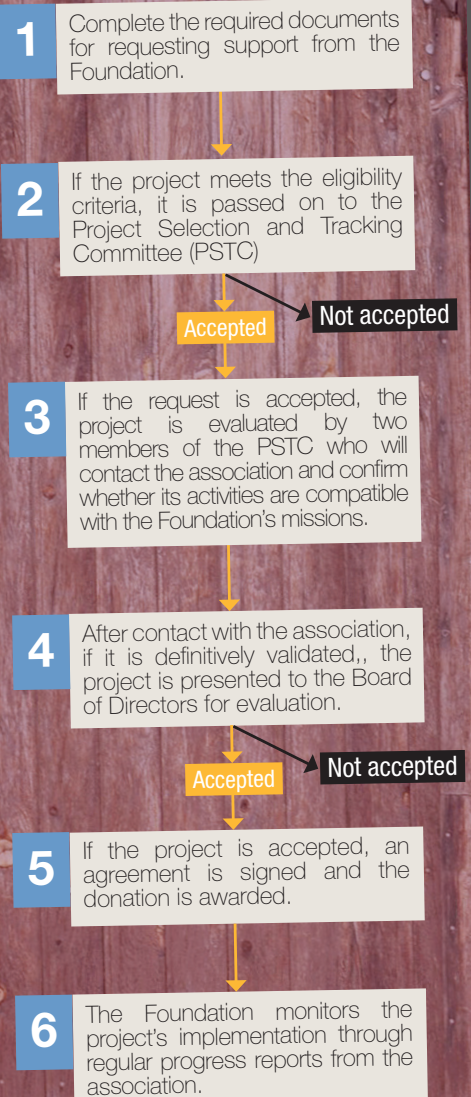 1
Complete the required documents
for requesting support from the
Foundation.
2
If the project meets the eligibility
criteria, it is passed on to the
Project Selection and Tracking
Committee (PSTC)
Accepted
Not accepted
3
If the request is accepted, the
project is evaluated by two
members of the PSTC who will
contact the association and confirm
whether its activities are compatible
with the Foundation's missions.
4
After contact with the association,
if it is definitively validated,, the
project is presented to the Board
of Directors for evaluation.
Accepted
Not accepted
5
If the project is accepted, an
agreement is signed and the
donation is awarded.
6
The Foundation monitors the
project's implementation through
regular progress reports from the
association.